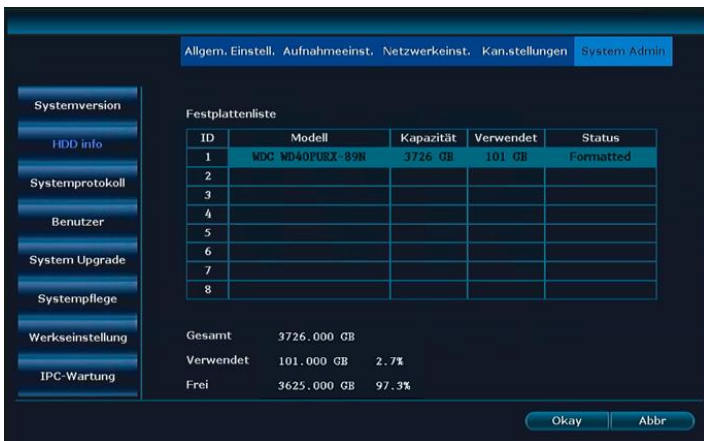 Allgem. Einstell. Aufnahmeeinst. Netzwerkeinst. Kan.stellungen System Admin
Systemversion
HDD info
Systemprotokoll
Benutzer
System Upgrade
Systempflege
Werkseinstellung
IPC-Wartung
Festplattenliste
ID Modell Kapazität Verwendet Status
1 WDC WD40PURX-89N 3726 GB 101 GB Formatted
2
3
4
5
6
7
8
Gesamt 3726.000 GB
Verwendet 101.000 GB 2.7%
Frei 3625.000 GB 97.3%
Okay Abbr